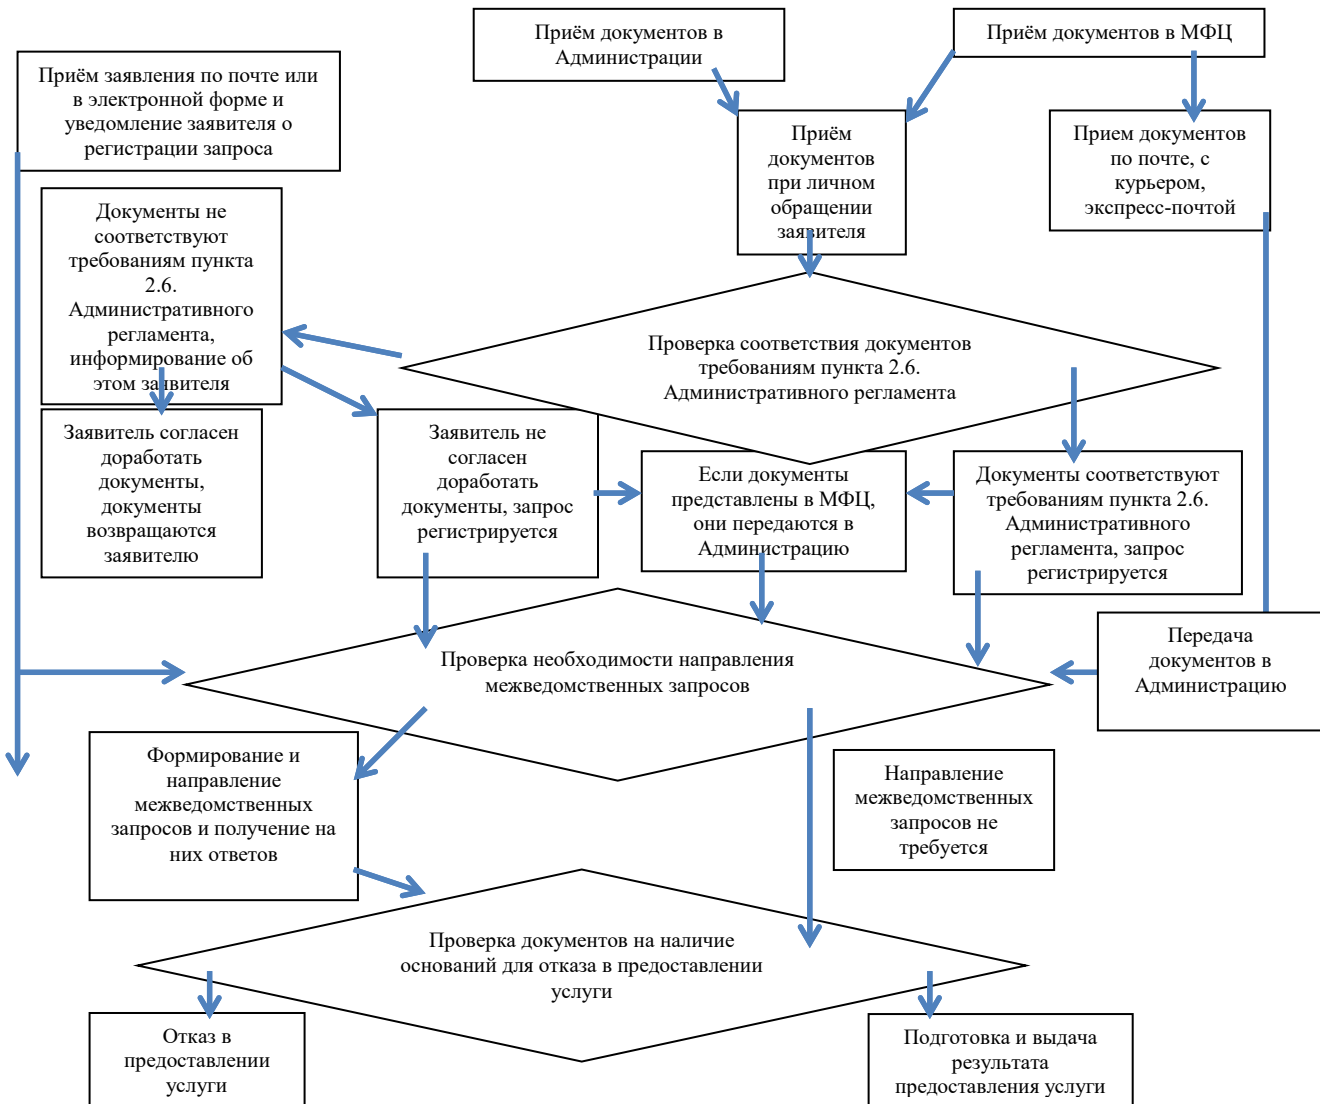 Приём документов в
Администрации
Приём документов в МФЦ
Приём заявления по почте или
в электронной форме и
уведомление заявителя о
регистрации запроса
Приём
документов
при личном
обращении
заявителя
Прием документов
по почте, с
курьером,
экспресс-почтой
Документы не
соответствуют
требованиям пункта
2.6.
Административного
регламента,
информирование об
этом заявителя
Проверка соответствия документов
требованиям пункта 2.6.
Административного регламента
Заявитель согласен
доработать
документы,
документы
возвращаются
заявителю
Заявитель не
согласен
доработать
документы, запрос
регистрируется
Если документы
представлены в МФЦ,
они передаются в
Администрацию
Документы соответствуют
требованиям пункта 2.6.
Административного
регламента, запрос
регистрируется
Проверка необходимости направления
межведомственных запросов
Передача
документов в
Администрацию
Формирование и
направление
межведомственных
запросов и получение на
них ответов
Направление
межведомственных
запросов не
требуется
Проверка документов на наличие
оснований для отказа в предоставлении
услуги
Отказ в
предоставлении
услуги
Подготовка и выдача
результата
предоставления услуги